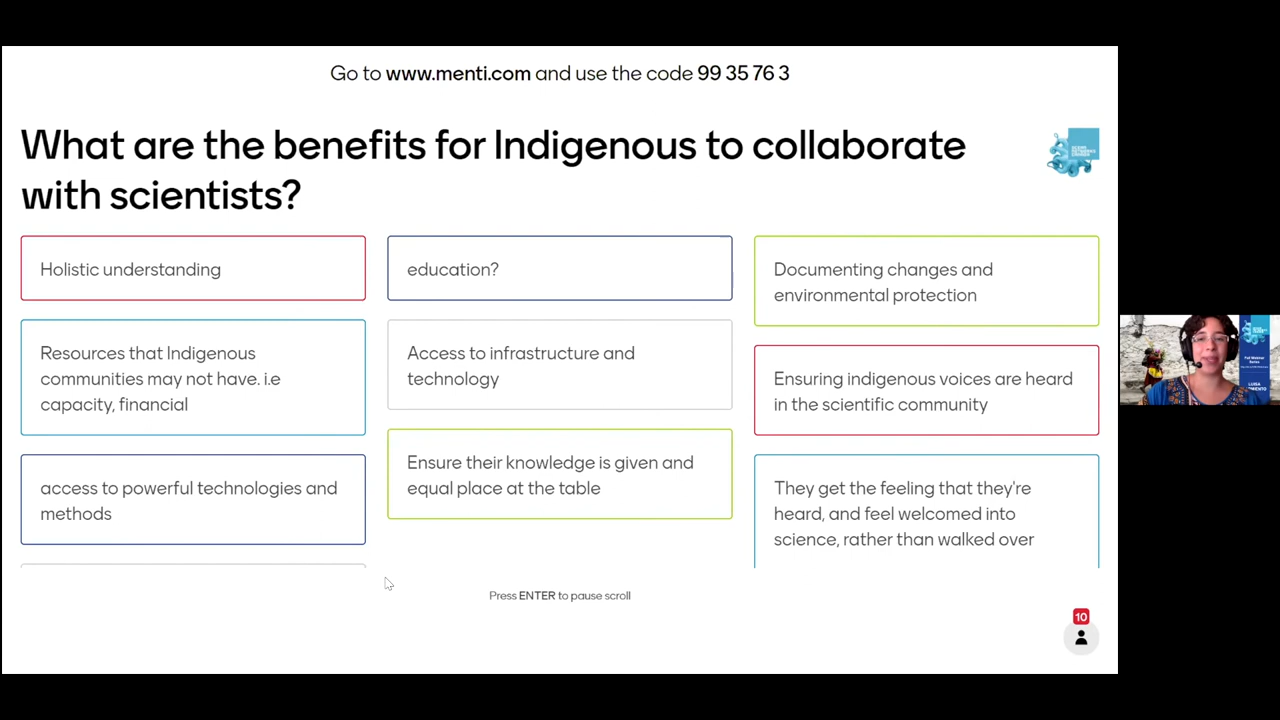 Go to www.menti.com and use the code 99 35 76 3
What are the benefits for Indigenous to collaborate
with scientists?
Holistic understanding
Resources that Indigenous
communities may not have. i.e
capacity, financial
access to powerful technologies and
methods
education?
Access to infrastructure and
technology
Ensure their knowledge is given and
equal place at the table
Documenting changes and
environmental protection
Ensuring indigenous voices are heard
in the scientific community
They get the feeling that they're
heard, and feel welcomed into
science, rather than walked over
Press ENTER to pause scroll
10